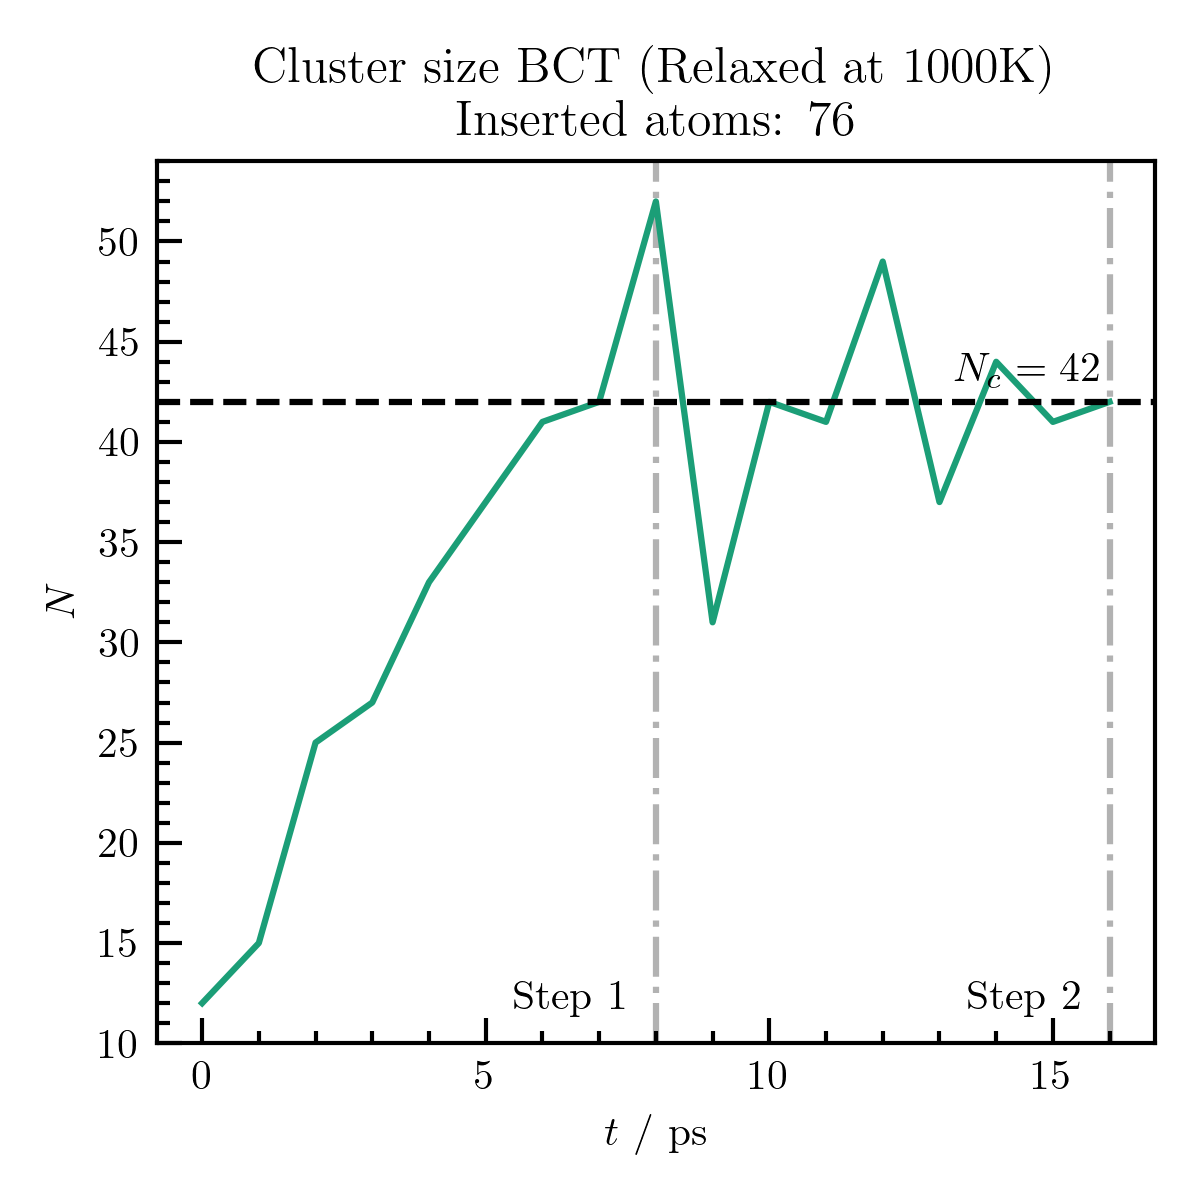 Cluster size BCT (Relaxed at 1000K)
Inserted atoms: 76
50
45
40
35
30
25
20
15
10
N
N_c = 42
Step 1
Step 2
0 5 10 15
t / ps